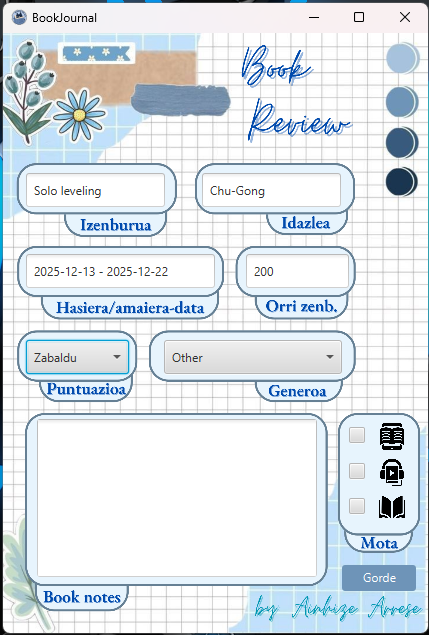 BookJournal
Book
Review
Solo leveling
Chu-Gong
Izenburua
Idazlea
2025-12-13 - 2025-12-22
200
Hasiera/amaiera-data
Orri zenb.
Zabaldu
Other
Puntuazioa
Generoa
Mota
Book notes
Gorde
by Ainhize Arrese